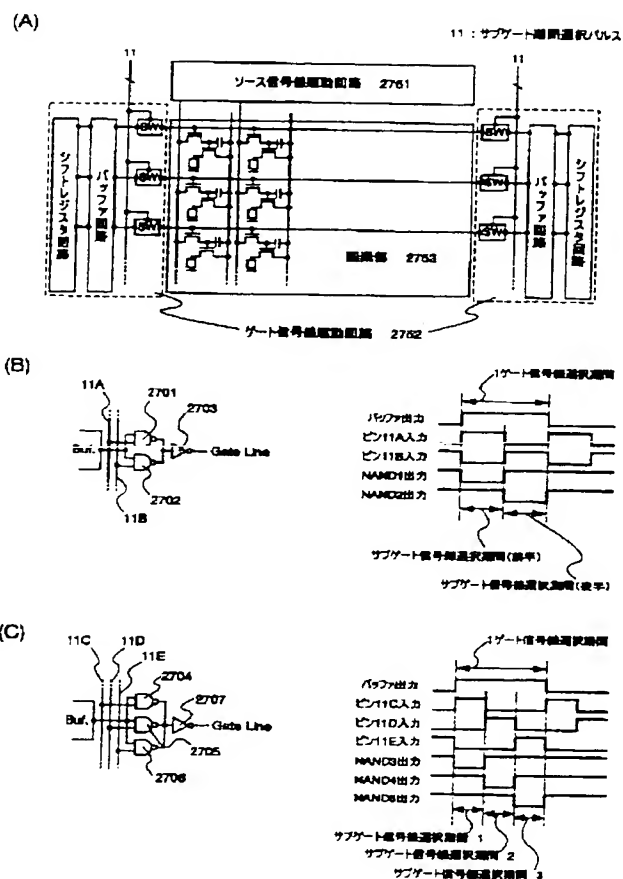 (A)
11：サブゲート期間選択パルス
11
11
ソース信号線駆動回路 2761
SW
SW
SW
SW
SW
SW
シフトレジスタ回路
バッファ回路
バッファ回路
シフトレジスタ回路
画素部 2753
ゲート信号線駆動回路 2752
(B)
11A
2701
2703
Buf.
Gate Line
2702
11B
1ゲート信号線選択期間
バッファ出力
ピン11A入力
ピン11B入力
NAND1出力
NAND2出力
サブゲート信号線選択期間(前半)
サブゲート信号線選択期間(後半)
(C)
11C
11D
11E
2704
2707
Buf.
Gate Line
2705
2706
1ゲート信号線選択期間
バッファ出力
ピン11C入力
ピン11D入力
ピン11E入力
NAND3出力
NAND4出力
NAND5出力
サブゲート信号線選択期間 1
サブゲート信号線選択期間 2
サブゲート信号線選択期間 3